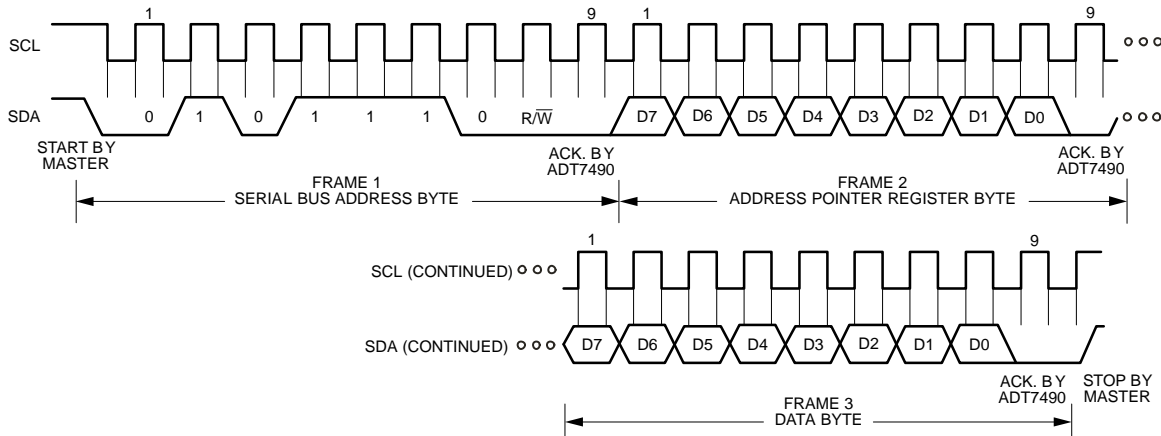 1 9 1 9
SCL
SDA 0 1 0 1 1 1 0 R/W̅ D7 D6 D5 D4 D3 D2 D1 D0
START BY
MASTER
ACK. BY
ADT7490
ACK. BY
ADT7490
FRAME 1
SERIAL BUS ADDRESS BYTE
FRAME 2
ADDRESS POINTER REGISTER BYTE
1 9
SCL (CONTINUED)
SDA (CONTINUED) D7 D6 D5 D4 D3 D2 D1 D0
ACK. BY
ADT7490
STOP BY
MASTER
FRAME 3
DATA BYTE